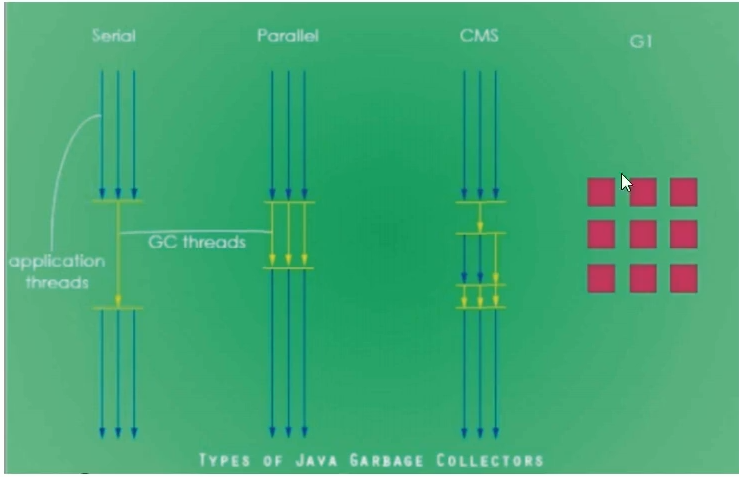 Serial
Parallel
CMS
G1
GC threads
application
threads
TYPES OF JAVA GARBAGE COLLECTORS